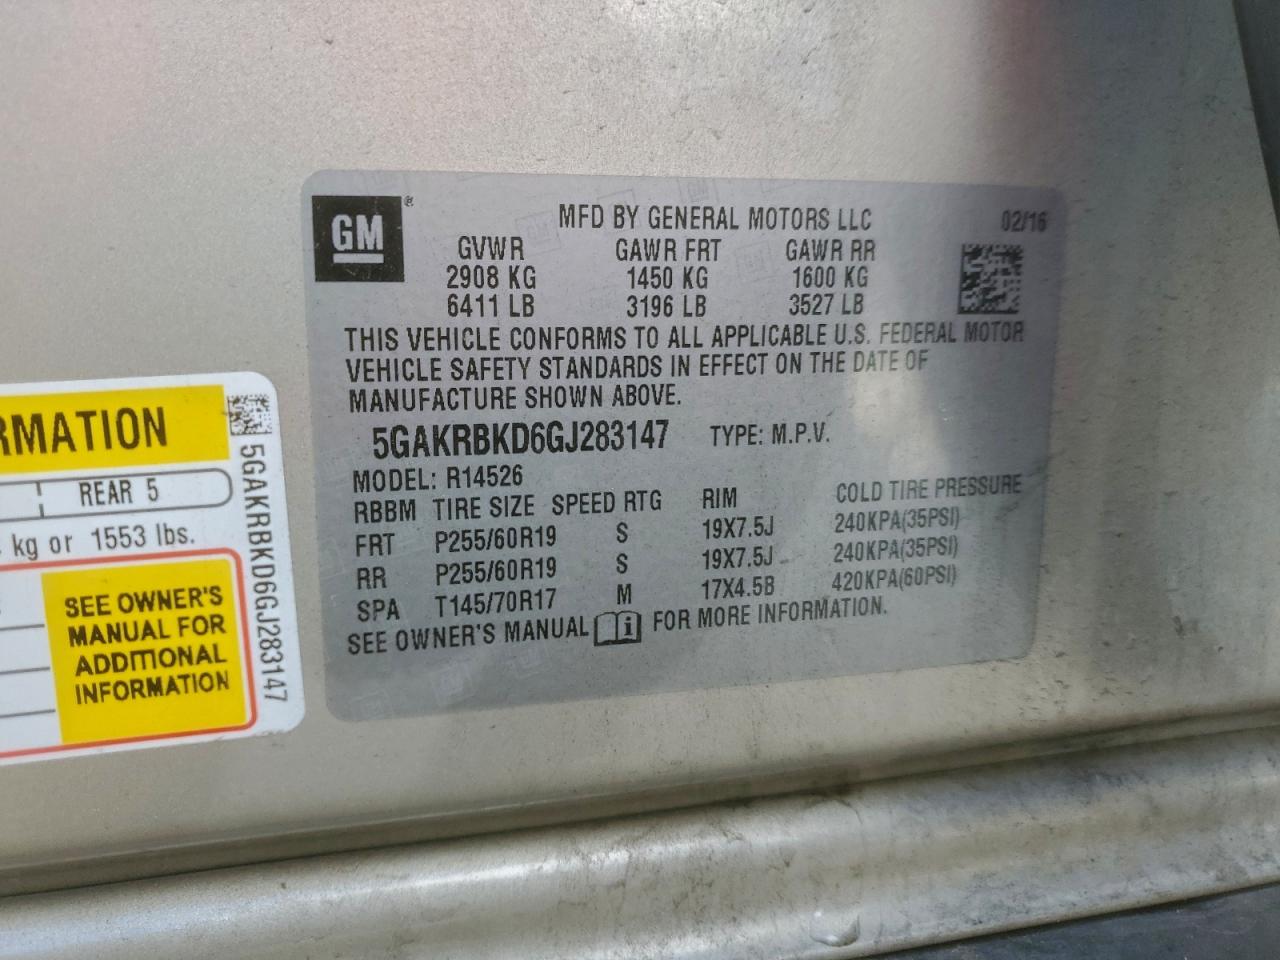 GM®
MFD BY GENERAL MOTORS LLC 02/16
GVWR GAWR FRT GAWR RR
2908 KG 1450 KG 1600 KG
6411 LB 3196 LB 3527 LB
THIS VEHICLE CONFORMS TO ALL APPLICABLE U.S. FEDERAL MOTOR
VEHICLE SAFETY STANDARDS IN EFFECT ON THE DATE OF
MANUFACTURE SHOWN ABOVE.
5GAKRBKD6GJ283147 TYPE: M.P.V.
MODEL: R14526
RBBM TIRE SIZE SPEED RTG RIM COLD TIRE PRESSURE
FRT P255/60R19 S 19X7.5J 240KPA(35PSI)
RR P255/60R19 S 19X7.5J 240KPA(35PSI)
SPA T145/70R17 M 17X4.5B 420KPA(60PSI)
SEE OWNER'S MANUAL i FOR MORE INFORMATION.
RMATION
REAR 5
kg or 1553 lbs.
SEE OWNER'S
MANUAL FOR
ADDITIONAL
INFORMATION
5GAKRBKD6GJ283147